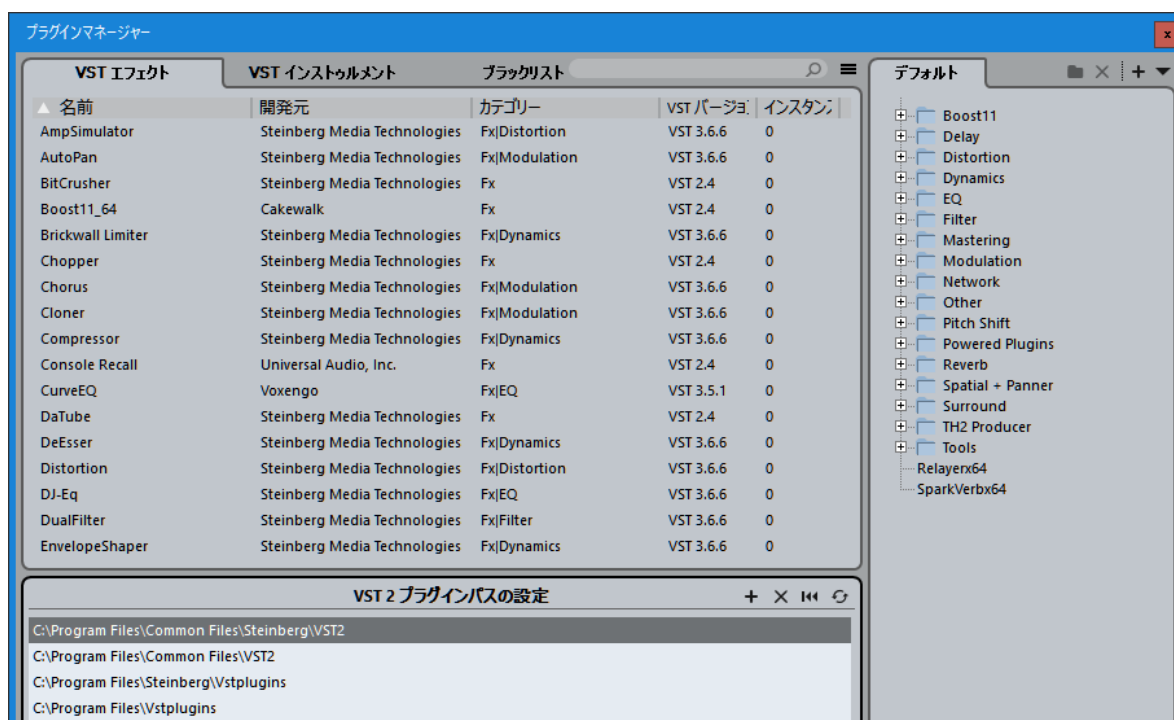 プラグインマネージャー
VST エフェクト VST インストゥルメント ブラックリスト
名前 開発元 カテゴリー VST バージョ インスタン
AmpSimulator Steinberg Media Technologies Fx|Distortion VST 3.6.6 0
AutoPan Steinberg Media Technologies Fx|Modulation VST 3.6.6 0
BitCrusher Steinberg Media Technologies Fx VST 2.4 0
Boost11_64 Cakewalk Fx VST 2.4 0
Brickwall Limiter Steinberg Media Technologies Fx|Dynamics VST 3.6.6 0
Chopper Steinberg Media Technologies Fx VST 2.4 0
Chorus Steinberg Media Technologies Fx|Modulation VST 3.6.6 0
Cloner Steinberg Media Technologies Fx|Modulation VST 3.6.6 0
Compressor Steinberg Media Technologies Fx|Dynamics VST 3.6.6 0
Console Recall Universal Audio, Inc. Fx VST 2.4 0
CurveEQ Voxengo Fx|EQ VST 3.5.1 0
DaTube Steinberg Media Technologies Fx VST 2.4 0
DeEsser Steinberg Media Technologies Fx|Dynamics VST 3.6.6 0
Distortion Steinberg Media Technologies Fx|Distortion VST 3.6.6 0
DJ-Eq Steinberg Media Technologies Fx|EQ VST 3.6.6 0
DualFilter Steinberg Media Technologies Fx|Filter VST 3.6.6 0
EnvelopeShaper Steinberg Media Technologies Fx|Dynamics VST 3.6.6 0
VST 2 プラグインパスの設定
C:\Program Files\Common Files\Steinberg\VST2
C:\Program Files\Common Files\VST2
C:\Program Files\Steinberg\Vstplugins
C:\Program Files\Vstplugins
デフォルト
Boost11
Delay
Distortion
Dynamics
EQ
Filter
Mastering
Modulation
Network
Other
Pitch Shift
Powered Plugins
Reverb
Spatial + Panner
Surround
TH2 Producer
Tools
Relayerx64
SparkVerbx64